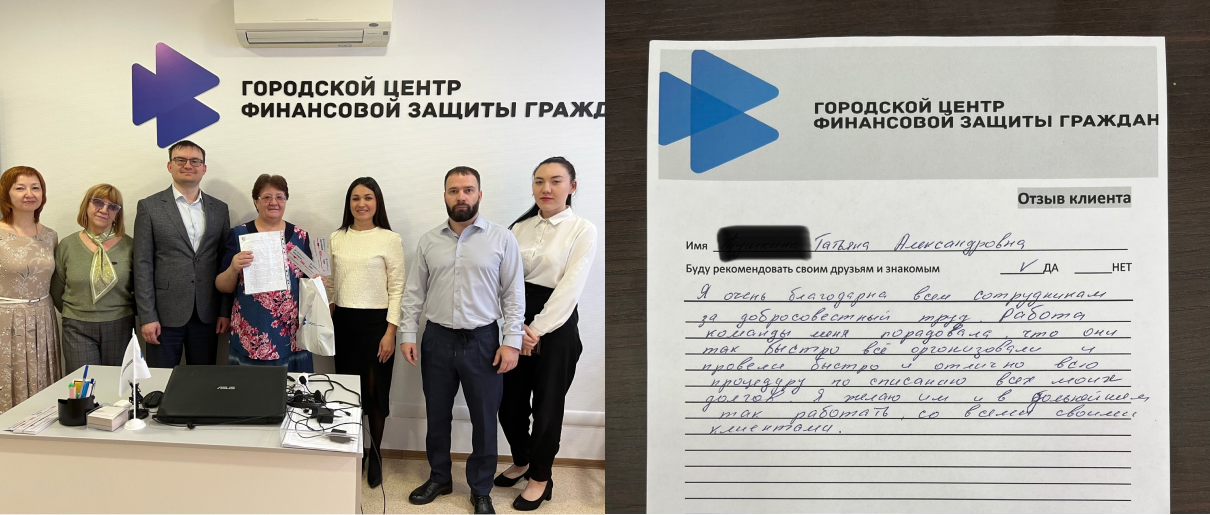 ГОРОДСКОЙ ЦЕНТР
ФИНАНСОВОЙ ЗАЩИТЫ ГРАЖД
ASUS
ГОРОДСКОЙ ЦЕНТР
ФИНАНСОВОЙ ЗАЩИТЫ ГРАЖДАН
Отзыв клиента
Имя Татьяна Александровна
Буду рекомендовать своим друзьям и знакомым V ДА НЕТ
Я очень благодарна всем сотрудникам
за добросовестный труд. Работа
команды меня порадовала, что они
так быстро всё организовали и
провели быстро и отлично всю
процедуру по списанию всех моих
долгов. Я желаю им и в дольнейшем
так работать, со всеми своими
клиентами.